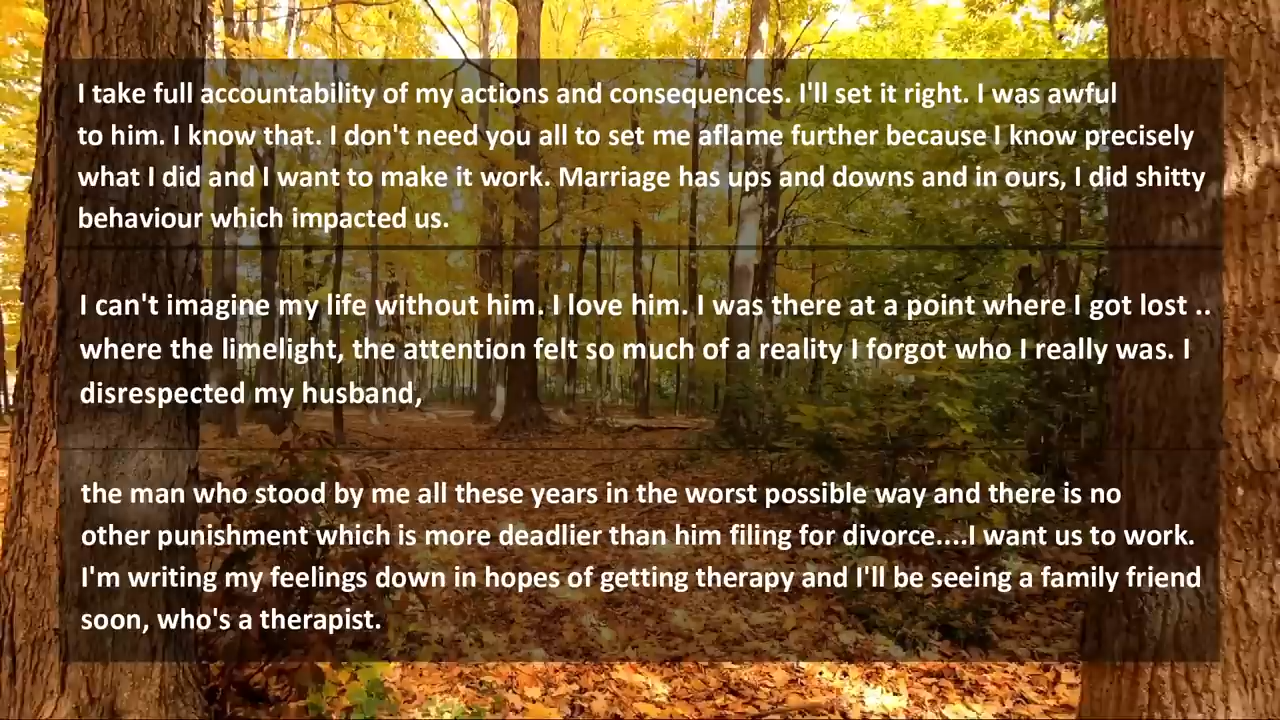 I take full accountability of my actions and consequences. I'll set it right. I was awful
to him. I know that. I don't need you all to set me aflame further because I know precisely
what I did and I want to make it work. Marriage has ups and downs and in ours, I did shitty
behaviour which impacted us.
I can't imagine my life without him. I love him. I was there at a point where I got lost ..
where the limelight, the attention felt so much of a reality I forgot who I really was. I
disrespected my husband,
the man who stood by me all these years in the worst possible way and there is no
other punishment which is more deadlier than him filing for divorce....I want us to work.
I'm writing my feelings down in hopes of getting therapy and I'll be seeing a family friend
soon, who's a therapist.